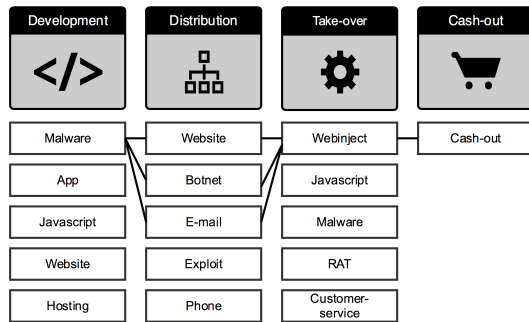 Development Distribution Take-over Cash-out
</>
Malware Website Webinject Cash-out
App Botnet Javascript
Javascript E-mail Malware
Website Exploit RAT
Hosting Phone Customer-
service